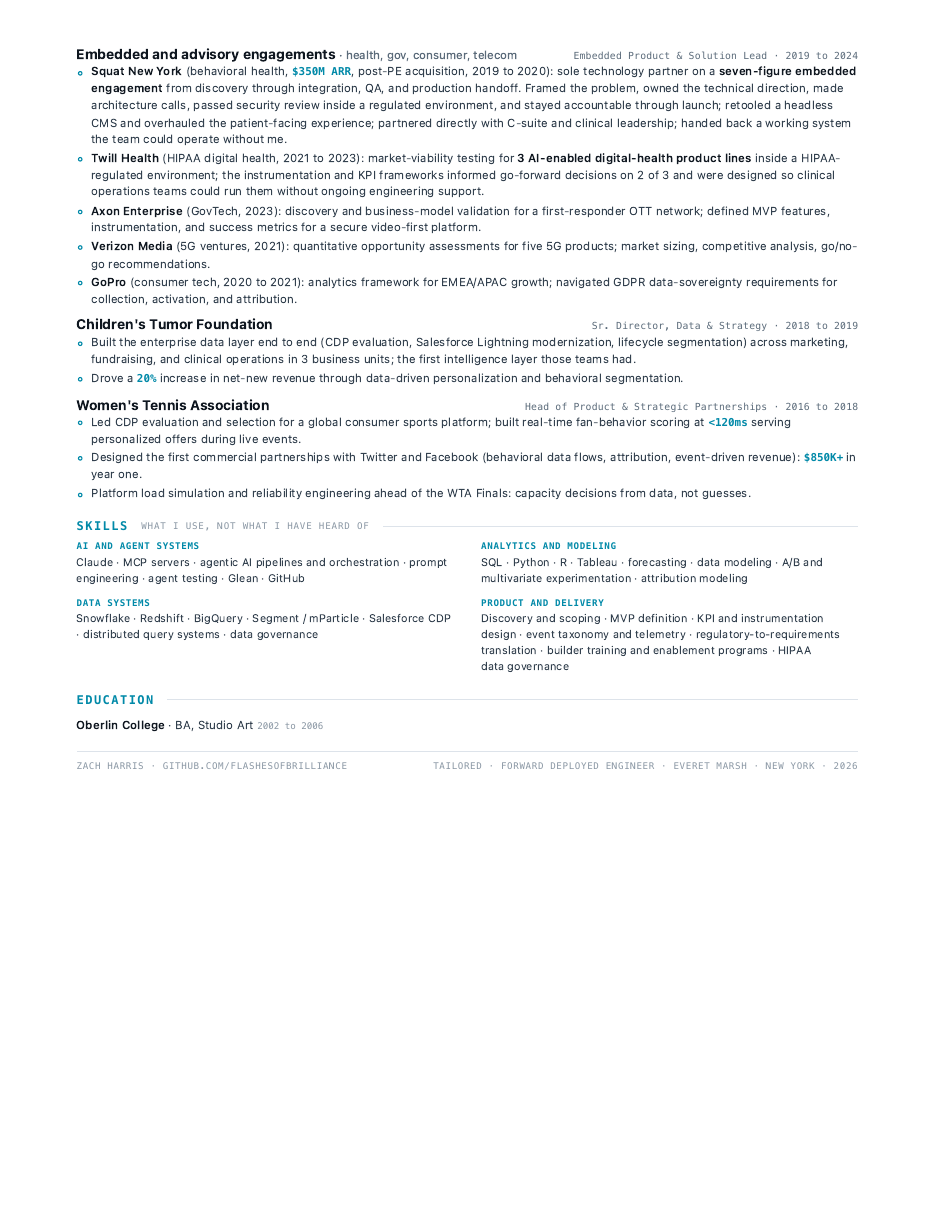 Embedded and advisory engagements · health, gov, consumer, telecom Embedded Product & Solution Lead · 2019 to 2024
Squat New York (behavioral health, $350M ARR, post-PE acquisition, 2019 to 2020): sole technology partner on a seven-figure embedded
engagement from discovery through integration, QA, and production handoff. Framed the problem, owned the technical direction, made
architecture calls, passed security review inside a regulated environment, and stayed accountable through launch; retooled a headless
CMS and overhauled the patient-facing experience; partnered directly with C-suite and clinical leadership; handed back a working system
the team could operate without me.
Twill Health (HIPAA digital health, 2021 to 2023): market-viability testing for 3 AI-enabled digital-health product lines inside a HIPAA-
regulated environment; the instrumentation and KPI frameworks informed go-forward decisions on 2 of 3 and were designed so clinical
operations teams could run them without ongoing engineering support.
Axon Enterprise (GovTech, 2023): discovery and business-model validation for a first-responder OTT network; defined MVP features,
instrumentation, and success metrics for a secure video-first platform.
Verizon Media (5G ventures, 2021): quantitative opportunity assessments for five 5G products; market sizing, competitive analysis, go/no-
go recommendations.
GoPro (consumer tech, 2020 to 2021): analytics framework for EMEA/APAC growth; navigated GDPR data-sovereignty requirements for
collection, activation, and attribution.
Children's Tumor Foundation Sr. Director, Data & Strategy · 2018 to 2019
Built the enterprise data layer end to end (CDP evaluation, Salesforce Lightning modernization, lifecycle segmentation) across marketing,
fundraising, and clinical operations in 3 business units; the first intelligence layer those teams had.
Drove a 20% increase in net-new revenue through data-driven personalization and behavioral segmentation.
Women's Tennis Association Head of Product & Strategic Partnerships · 2016 to 2018
Led CDP evaluation and selection for a global consumer sports platform; built real-time fan-behavior scoring at <120ms serving
personalized offers during live events.
Designed the first commercial partnerships with Twitter and Facebook (behavioral data flows, attribution, event-driven revenue): $850K+ in
year one.
Platform load simulation and reliability engineering ahead of the WTA Finals: capacity decisions from data, not guesses.
SKILLS WHAT I USE, NOT WHAT I HAVE HEARD OF
AI AND AGENT SYSTEMS
Claude · MCP servers · agentic AI pipelines and orchestration · prompt
engineering · agent testing · Glean · GitHub
ANALYTICS AND MODELING
SQL · Python · R · Tableau · forecasting · data modeling · A/B and
multivariate experimentation · attribution modeling
DATA SYSTEMS
Snowflake · Redshift · BigQuery · Segment / mParticle · Salesforce CDP
· distributed query systems · data governance
PRODUCT AND DELIVERY
Discovery and scoping · MVP definition · KPI and instrumentation
design · event taxonomy and telemetry · regulatory-to-requirements
translation · builder training and enablement programs · HIPAA
data governance
EDUCATION
Oberlin College · BA, Studio Art 2002 to 2006
ZACH HARRIS · GITHUB.COM/FLASHESOFBRILLIANCE TAILORED · FORWARD DEPLOYED ENGINEER · EVERET MARSH · NEW YORK · 2026